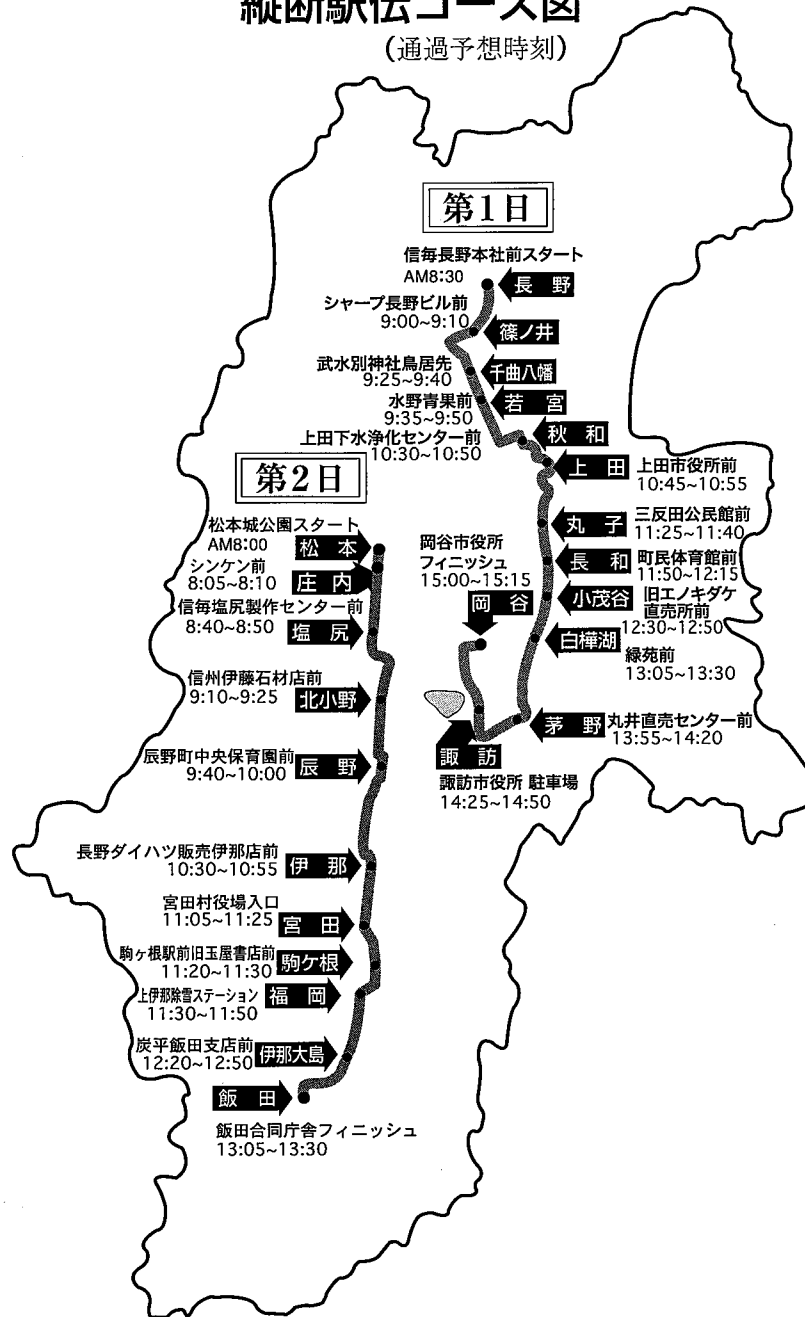 縦断駅伝コース図
(通過予想時刻)
第1日
信毎長野本社前スタート
AM8:30
長 野
シャープ長野ビル前
9:00~9:10
篠ノ井
武水別神社鳥居先
9:25~9:40
千曲八幡
水野青果前
9:35~9:50
若 宮
上田下水浄化センター前
10:30~10:50
秋 和
上 田
上田市役所前
10:45~10:55
丸 子
三反田公民館前
11:25~11:40
長 和
町民体育館前
11:50~12:15
小茂谷
旧エノキダケ
直売所前
12:30~12:50
白樺湖
緑苑前
13:05~13:30
茅 野
丸井直売センター前
13:55~14:20
諏 訪
諏訪市役所 駐車場
14:25~14:50
岡谷市役所
フィニッシュ
15:00~15:15
岡 谷
第2日
松本城公園スタート
AM8:00
松 本
シンケン前
8:05~8:10
庄 内
信毎塩尻製作センター前
8:40~8:50
塩 尻
信州伊藤石材店前
9:10~9:25
北小野
辰野町中央保育園前
9:40~10:00
辰 野
長野ダイハツ販売伊那店前
10:30~10:55
伊 那
宮田村役場入口
11:05~11:25
宮 田
駒ヶ根駅前旧玉屋書店前
11:20~11:30
駒ケ根
上伊那除雪ステーション
11:30~11:50
福 岡
炭平飯田支店前
12:20~12:50
伊那大島
飯 田
飯田合同庁舎フィニッシュ
13:05~13:30